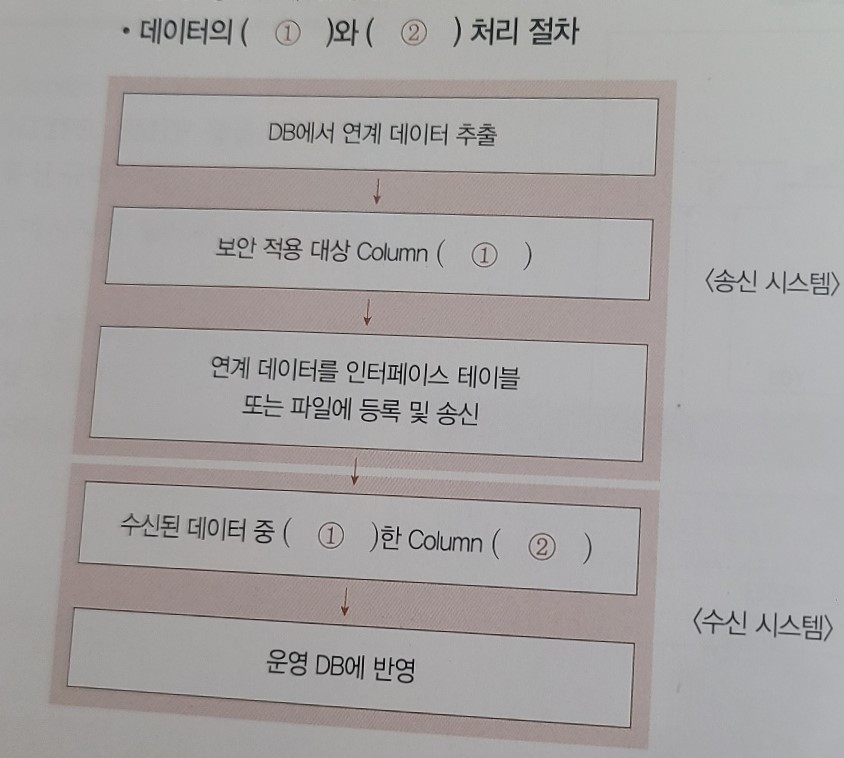 • 데이터의 ( ① )와 ( ② ) 처리 절차
DB에서 연계 데이터 추출
↓
보안 적용 대상 Column ( ① )
↓
〈송신 시스템〉
연계 데이터를 인터페이스 테이블
또는 파일에 등록 및 송신
↓
수신된 데이터 중 ( ① )한 Column ( ② )
↓
〈수신 시스템〉
운영 DB에 반영